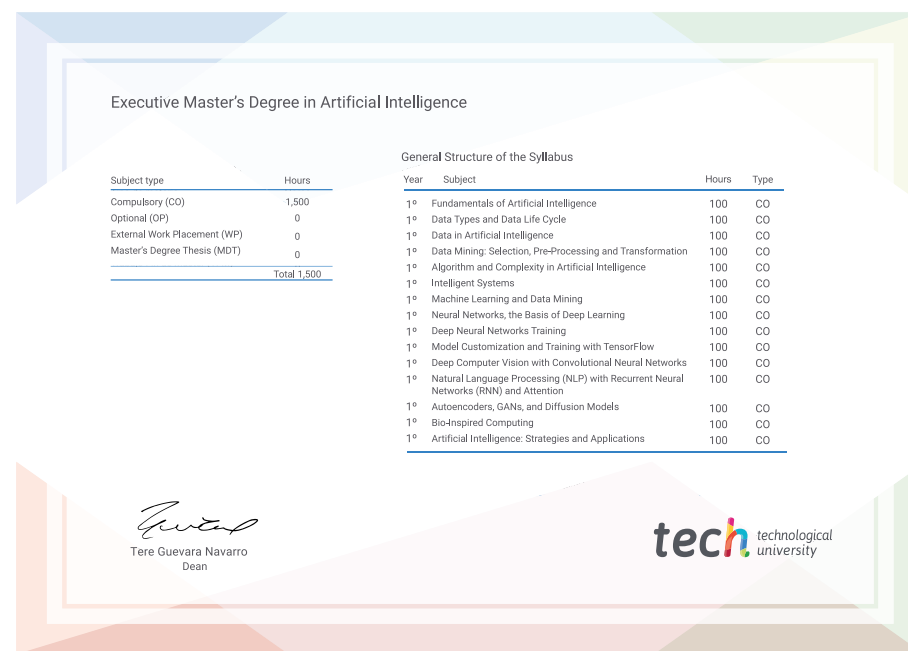 Executive Master's Degree in Artificial Intelligence
Subject type Hours
Compulsory (CO) 1,500
Optional (OP) 0
External Work Placement (WP) 0
Master's Degree Thesis (MDT) 0
Total 1,500
General Structure of the Syllabus
Year Subject Hours Type
1º Fundamentals of Artificial Intelligence 100 CO
1º Data Types and Data Life Cycle 100 CO
1º Data in Artificial Intelligence 100 CO
1º Data Mining: Selection, Pre-Processing and Transformation 100 CO
1º Algorithm and Complexity in Artificial Intelligence 100 CO
1º Intelligent Systems 100 CO
1º Machine Learning and Data Mining 100 CO
1º Neural Networks, the Basis of Deep Learning 100 CO
1º Deep Neural Networks Training 100 CO
1º Model Customization and Training with TensorFlow 100 CO
1º Deep Computer Vision with Convolutional Neural Networks 100 CO
1º Natural Language Processing (NLP) with Recurrent Neural 100 CO
Networks (RNN) and Attention
1º Autoencoders, GANs, and Diffusion Models 100 CO
1º Bio-Inspired Computing 100 CO
1º Artificial Intelligence: Strategies and Applications 100 CO
Tere Guevara Navarro
Dean
tech technological
university